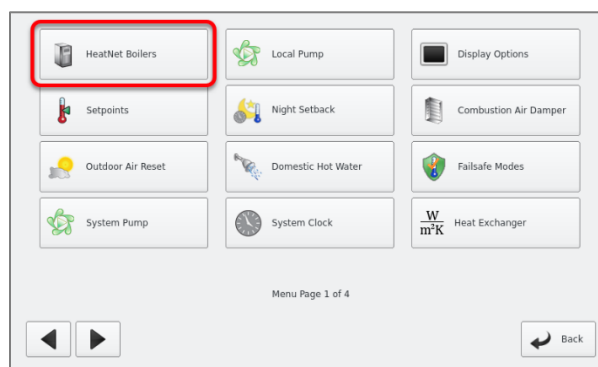 HeatNet Boilers
Local Pump
Display Options
Setpoints
Night Setback
Combustion Air Damper
Outdoor Air Reset
Domestic Hot Water
Failsafe Modes
System Pump
System Clock
W
m²K
Heat Exchanger
Menu Page 1 of 4
Back